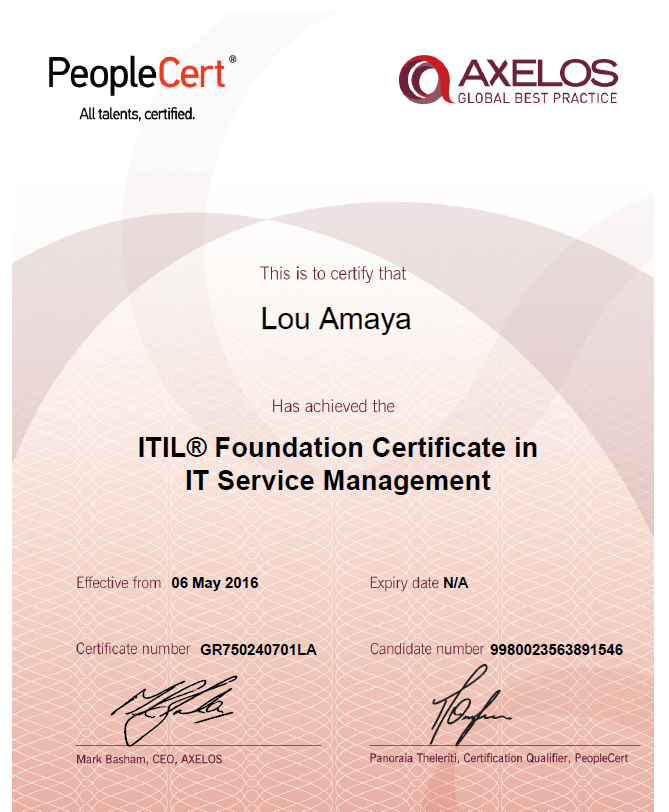 PeopleCert®
All talents, certified.
AXELOS
GLOBAL BEST PRACTICE
This is to certify that
Lou Amaya
Has achieved the
ITIL® Foundation Certificate in
IT Service Management
Effective from 06 May 2016
Expiry date N/A
Certificate number GR750240701LA
Candidate number 9980023563891546
Mark Basham, CEO, AXELOS
Panoraia Theleriti, Certification Qualifier, PeopleCert